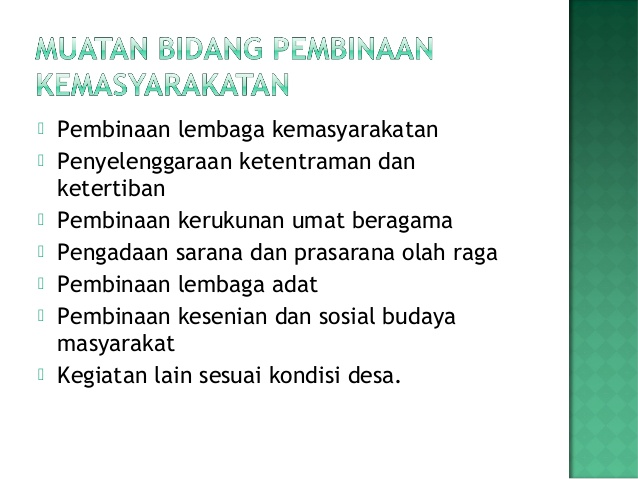 MUATAN BIDANG PEMBINAAN
KEMASYARAKATAN
Pembinaan lembaga kemasyarakatan
Penyelenggaraan ketentraman dan
ketertiban
Pembinaan kerukunan umat beragama
Pengadaan sarana dan prasarana olah raga
Pembinaan lembaga adat
Pembinaan kesenian dan sosial budaya
masyarakat
Kegiatan lain sesuai kondisi desa.